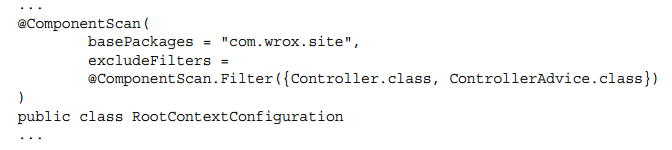 ...
@ComponentScan(
        basePackages = "com.wrox.site",
        excludeFilters =
        @ComponentScan.Filter({Controller.class, ControllerAdvice.class})
)
public class RootContextConfiguration
...